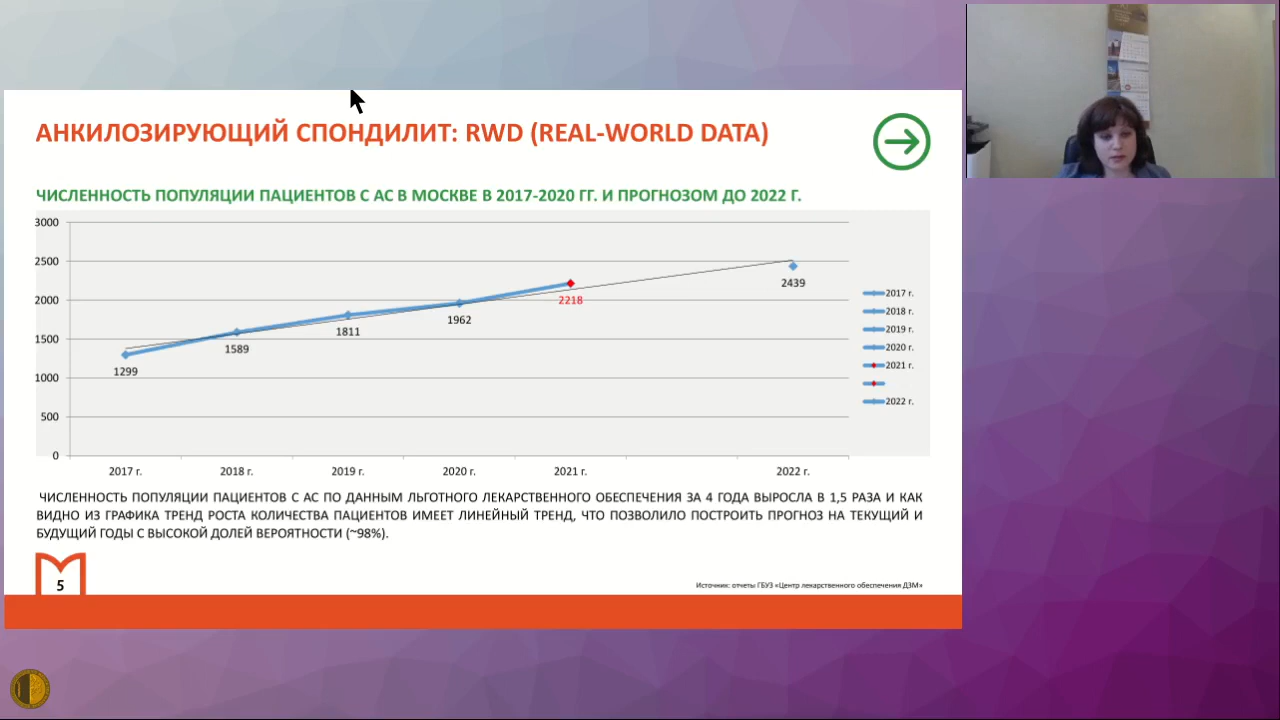 АНКИЛОЗИРУЮЩИЙ СПОНДИЛИТ: RWD (REAL-WORLD DATA)
ЧИСЛЕННОСТЬ ПОПУЛЯЦИИ ПАЦИЕНТОВ С АС В МОСКВЕ В 2017-2020 ГГ. И ПРОГНОЗОМ ДО 2022 Г.
3000
2500
2000
1500
1000
500
0
1299
1589
1811
1962
2218
2439
2017 г.
2018 г.
2019 г.
2020 г.
2021 г.
2022 г.
2017 г.
2018 г.
2019 г.
2020 г.
2021 г.
2022 г.
ЧИСЛЕННОСТЬ ПОПУЛЯЦИИ ПАЦИЕНТОВ С АС ПО ДАННЫМ ЛЬГОТНОГО ЛЕКАРСТВЕННОГО ОБЕСПЕЧЕНИЯ ЗА 4 ГОДА ВЫРОСЛА В 1,5 РАЗА И КАК
ВИДНО ИЗ ГРАФИКА ТРЕНД РОСТА КОЛИЧЕСТВА ПАЦИЕНТОВ ИМЕЕТ ЛИНЕЙНЫЙ ТРЕНД, ЧТО ПОЗВОЛИЛО ПОСТРОИТЬ ПРОГНОЗ НА ТЕКУЩИЙ И
БУДУЩИЙ ГОДЫ С ВЫСОКОЙ ДОЛЕЙ ВЕРОЯТНОСТИ (~98%).
5
Источник: отчеты ГБУЗ «Центр лекарственного обеспечения ДЗМ»